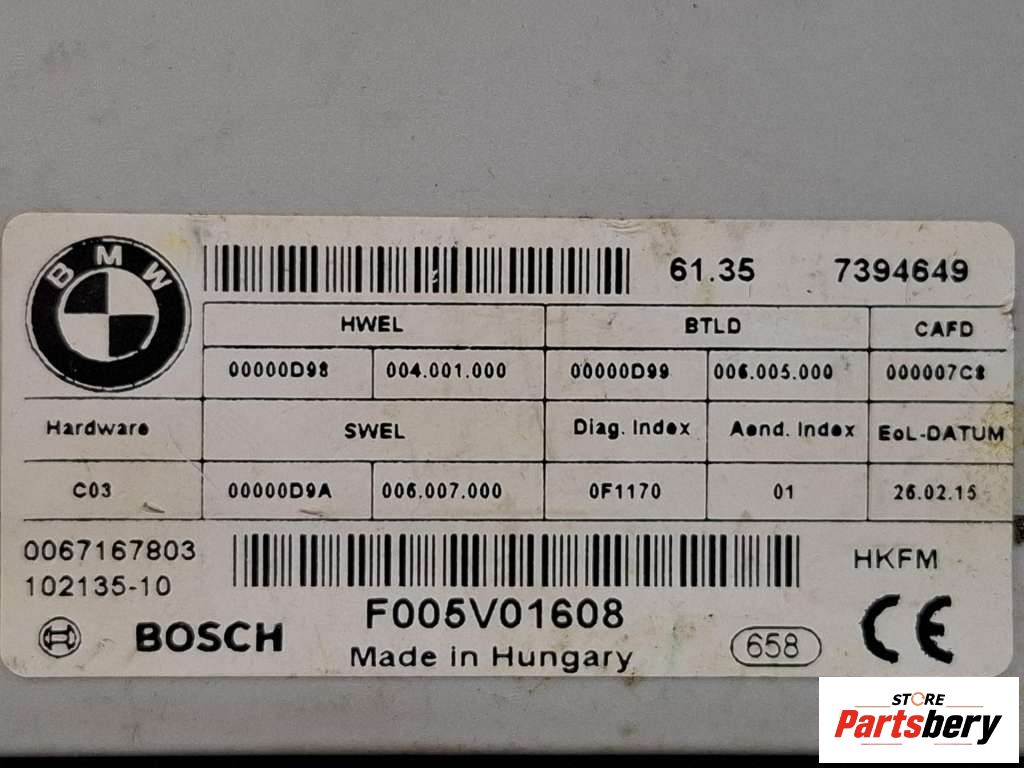 BMW
61.35 7394649
HWEL BTLD CAFD
00000D98 004.001.000 00000D99 006.005.000 000007C8
Hardware SWEL Diag. Index Aend. Index EoL-DATUM
C03 00000D9A 006.007.000 0F1170 01 26.02.15
0067167803 HKFM
102135-10
F005V01608
BOSCH Made in Hungary 658 CE
STORE
Partsbery